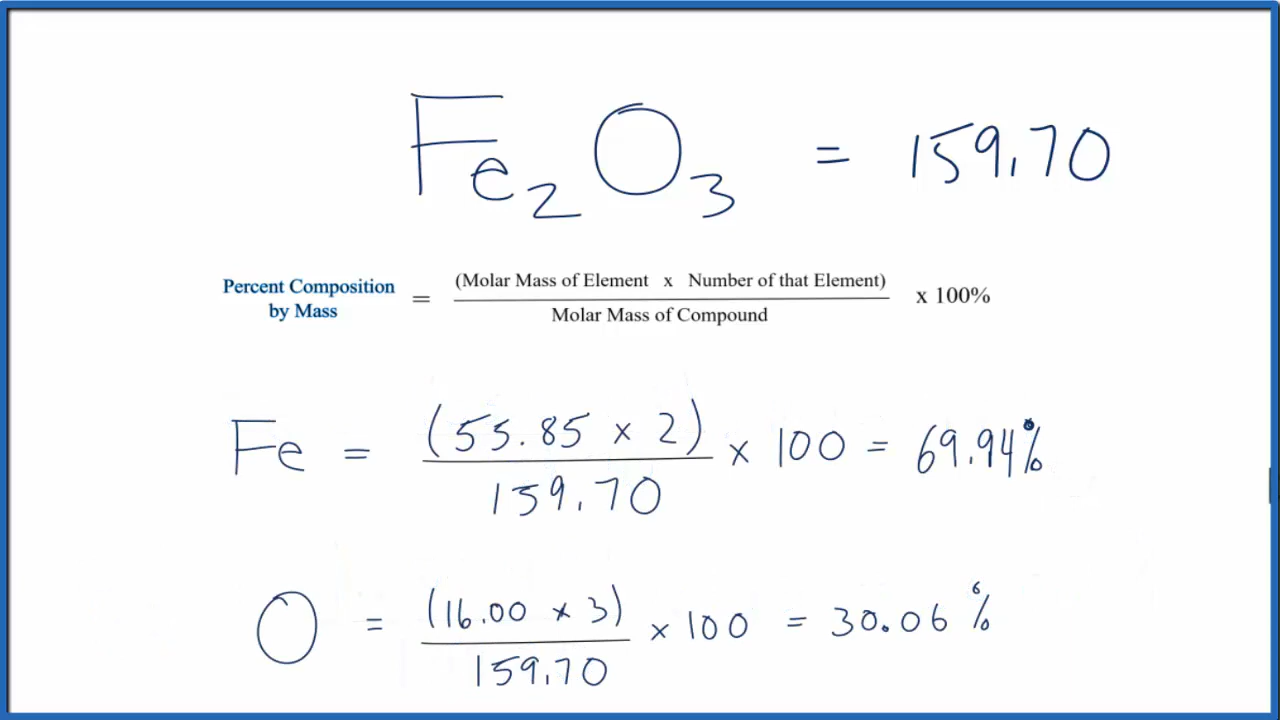 Fe₂O₃ = 159.70
(Molar Mass of Element x Number of that Element)
Percent Composition by Mass = x 100%
Molar Mass of Compound
Fe = (55.85 x 2) / 159.70 x 100 = 69.94%
O = (16.00 x 3) / 159.70 x 100 = 30.06%